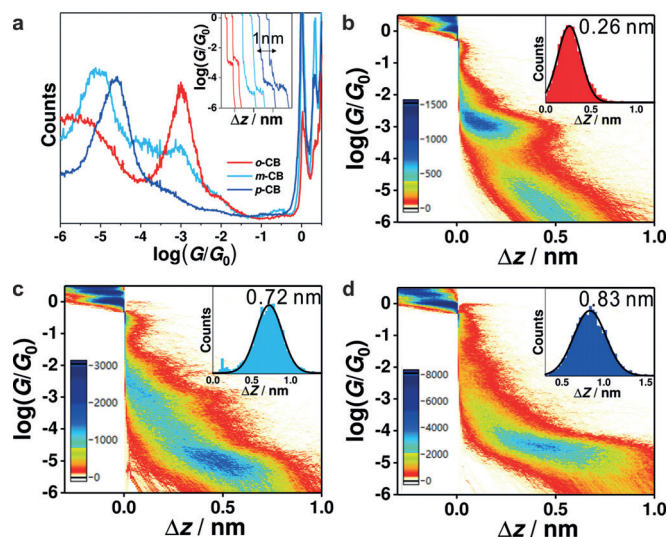 a
Counts
log(G/G0)
-6 -5 -4 -3 -2 -1 0
o-CB
m-CB
p-CB
log(G/G0)
0
-2
-4
-6
1nm
Δz / nm
b
log(G/G0)
0
-1
-2
-3
-4
-5
-6
1500
1000
500
0
Counts
0.26 nm
0.0 0.5 1.0
Δz / nm
0.0 0.5 1.0
Δz / nm
c
log(G/G0)
0
-1
-2
-3
-4
-5
-6
3000
2000
1000
0
Counts
0.72 nm
0.0 0.5 1.0
Δz / nm
0.0 0.5 1.0
Δz / nm
d
log(G/G0)
0
-1
-2
-3
-4
-5
-6
8000
6000
4000
2000
0
Counts
0.83 nm
0.5 1.0 1.5
Δz / nm
0.0 0.5 1.0
Δz / nm